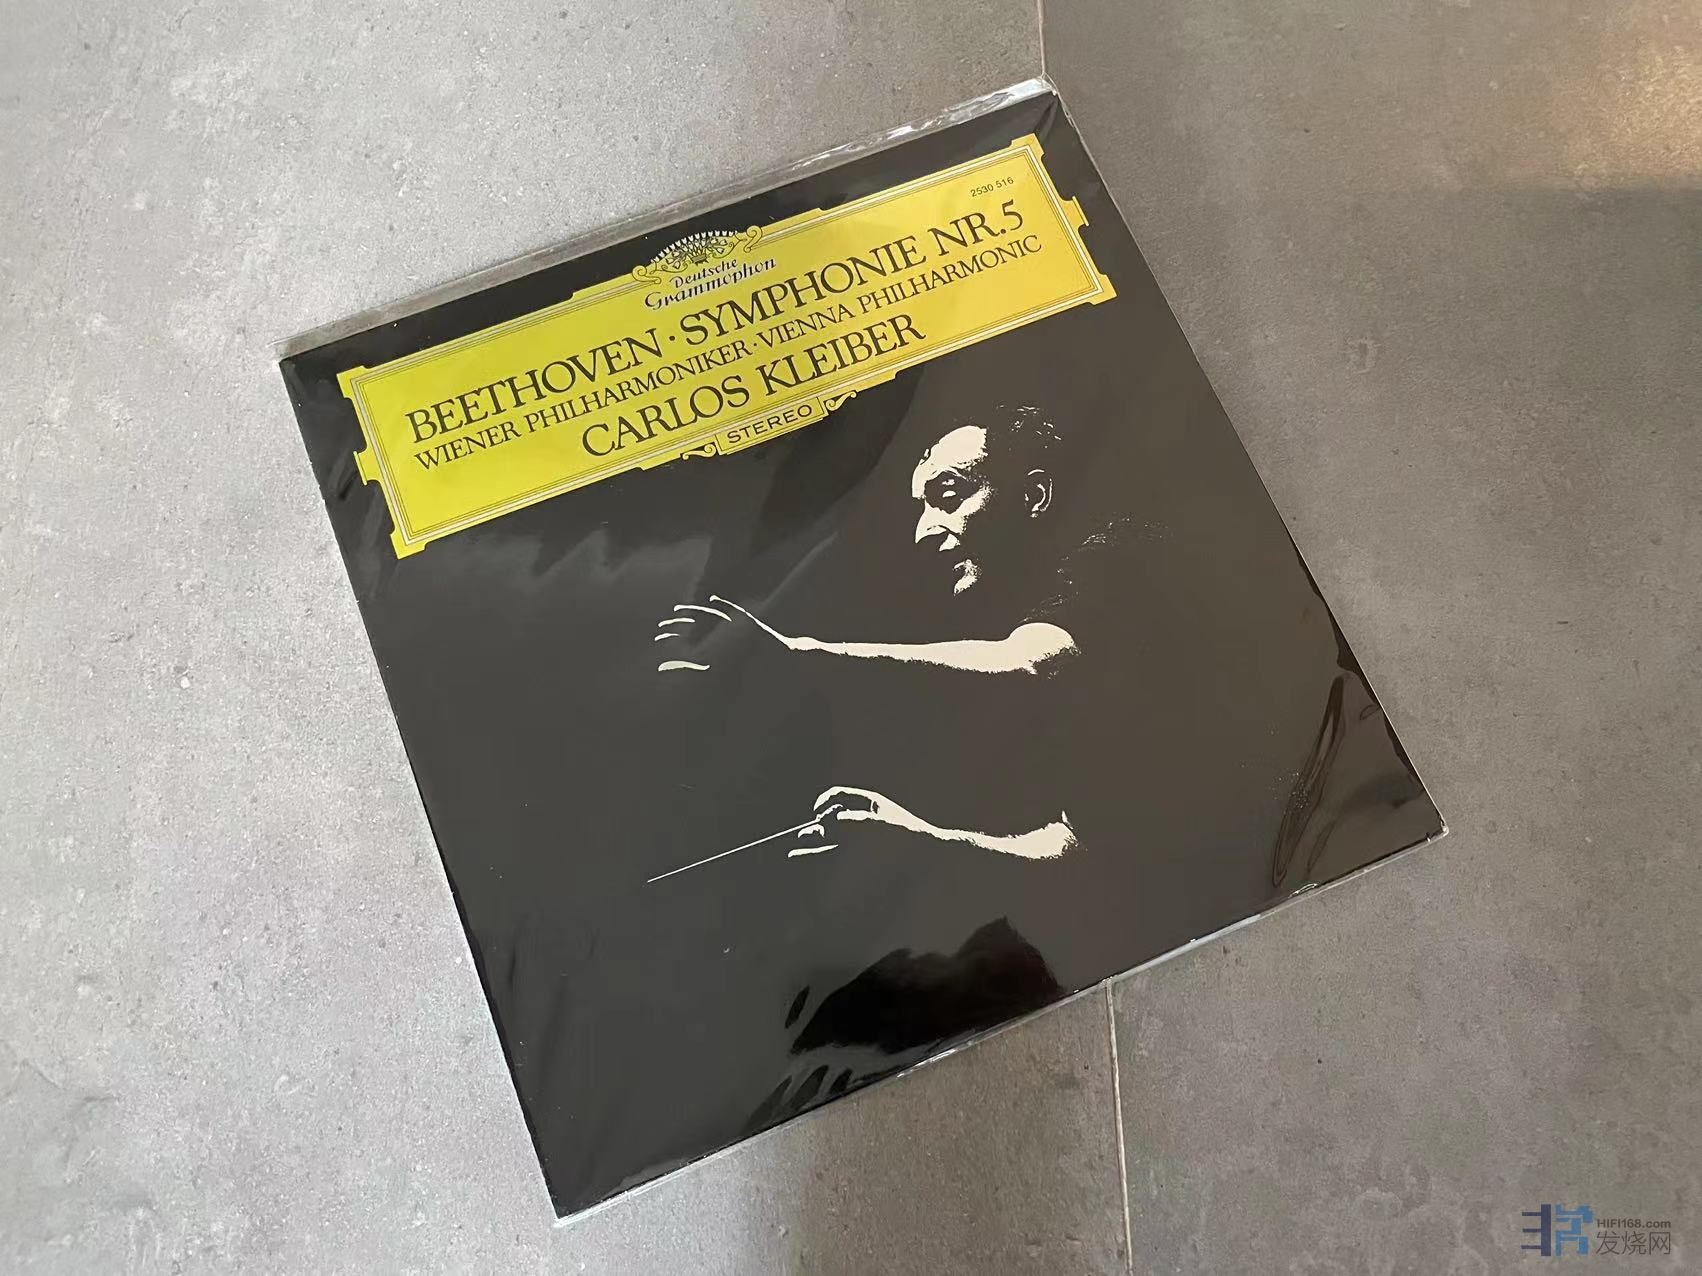 2530 516
Deutsche
Grammophon
BEETHOVEN · SYMPHONIE NR.5
WIENER PHILHARMONIKER · VIENNA PHILHARMONIC
CARLOS KLEIBER
STEREO
HIFI168.com
发烧网